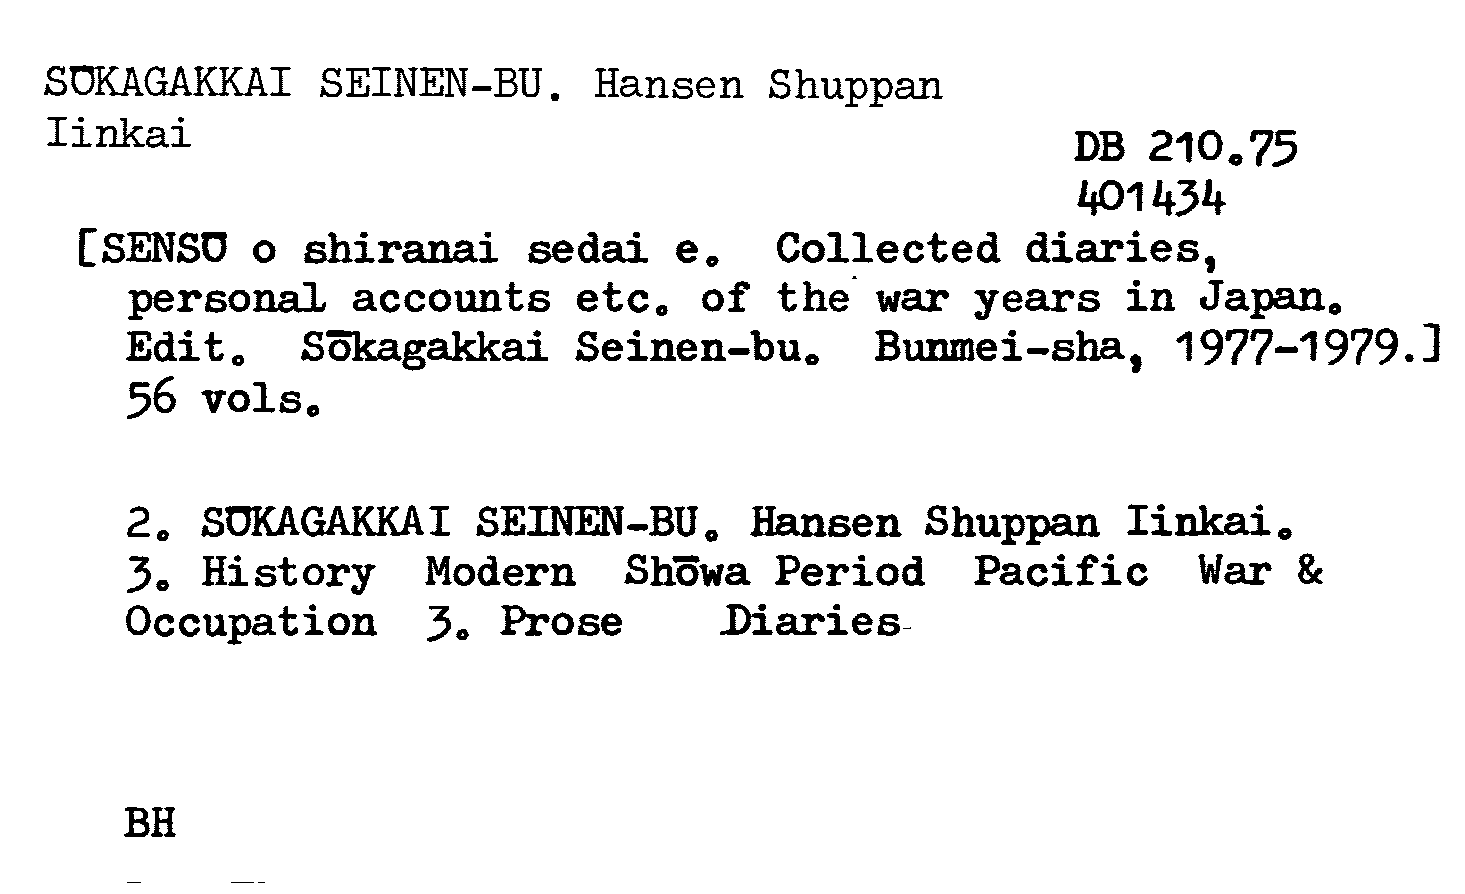 SŌKAGAKKAI SEINEN-BU. Hansen Shuppan
Iinkai
DB 210.75
401434
[SENSŌ o shiranai sedai e. Collected diaries,
personal accounts etc. of the war years in Japan.
Edit. Sōkagakkai Seinen-bu. Bunmei-sha, 1977-1979.]
56 vols.
2. SŌKAGAKKAI SEINEN-BU. Hansen Shuppan Iinkai.
3. History Modern Shōwa Period Pacific War &
Occupation 3. Prose Diaries
BH